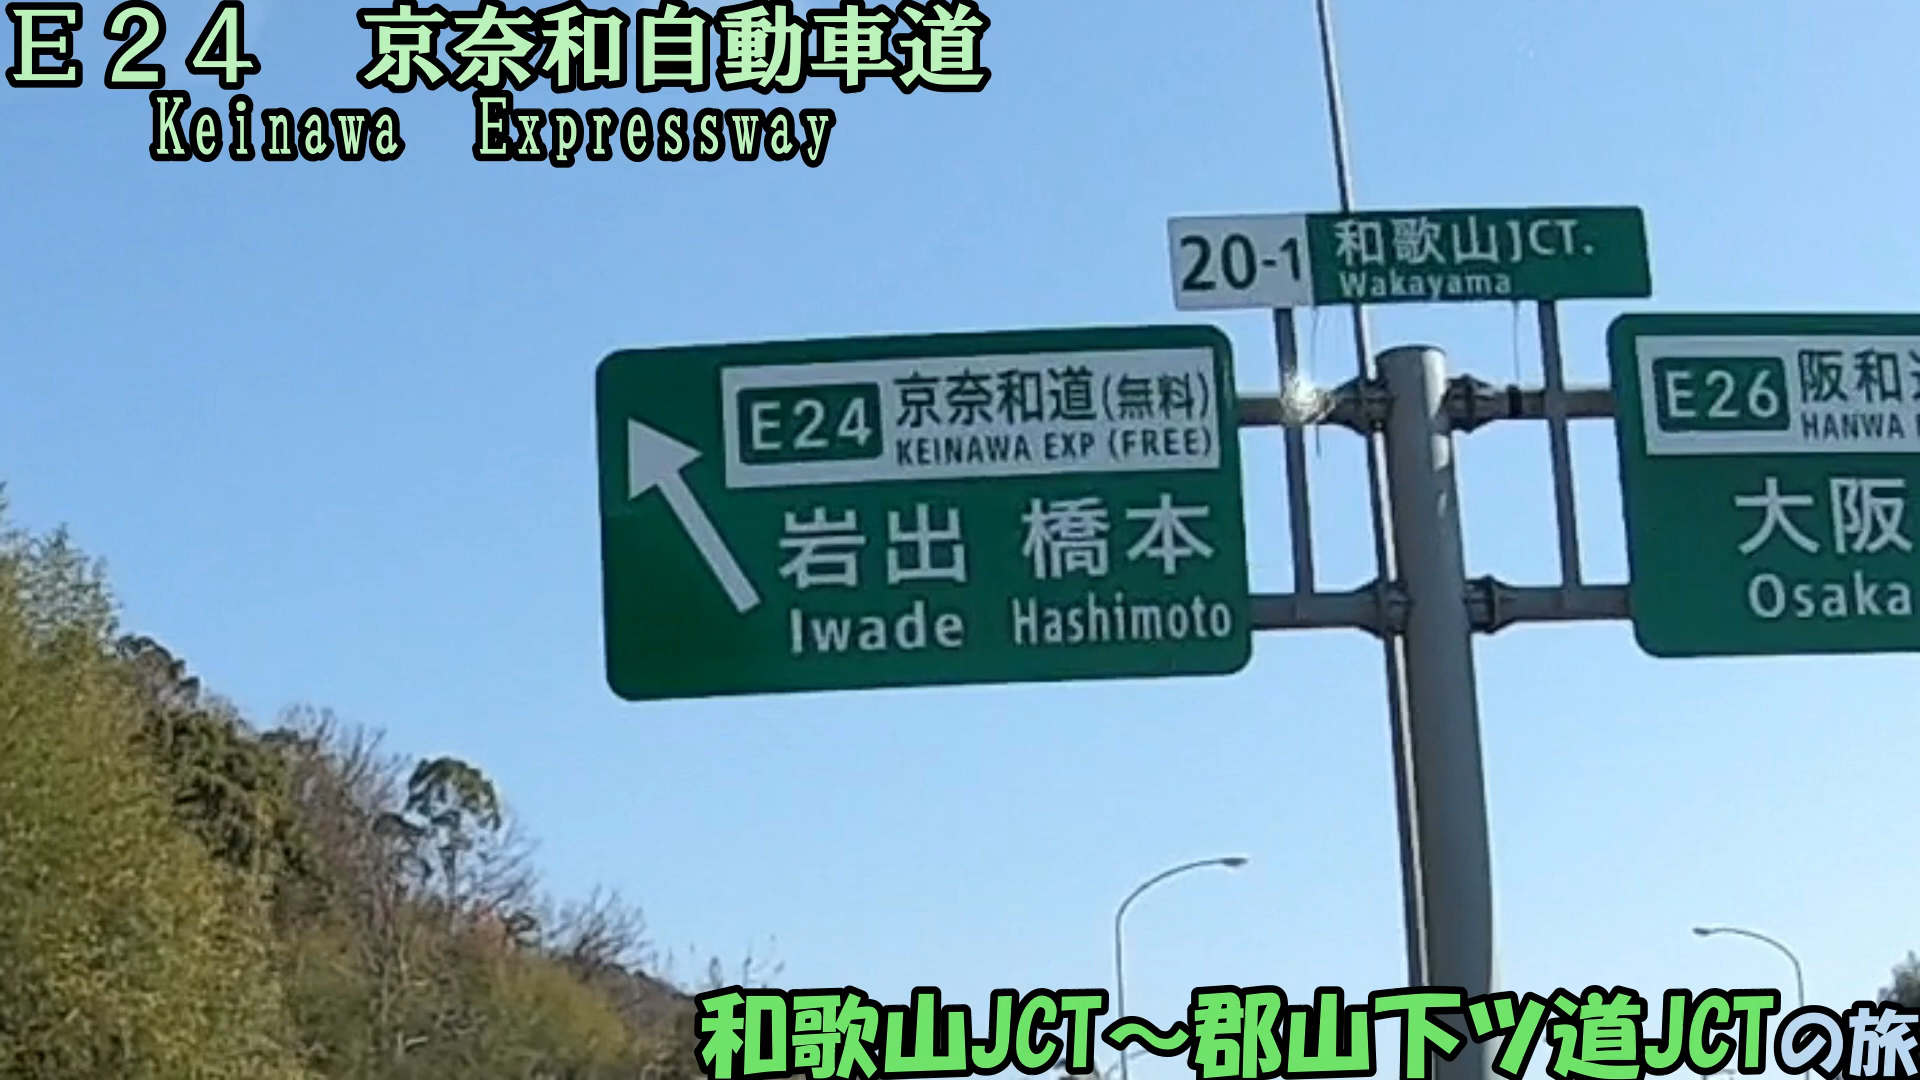 E24 京奈和自動車道
Keinawa Expressway
20-1 和歌山JCT.
Wakayama
E24 京奈和道(無料)
KEINAWA EXP (FREE)
岩出 橋本
Iwade Hashimoto
E26 阪和
HANWA
大阪
Osaka
和歌山JCT～郡山下ツ道JCTの旅